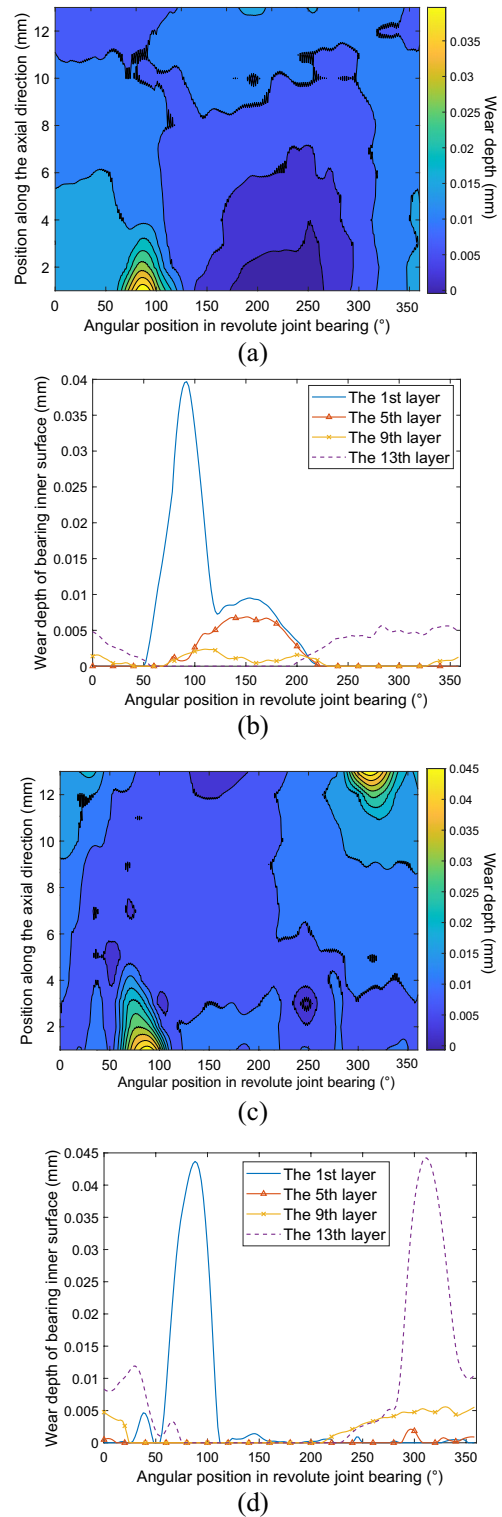 12
10
8
6
4
2
0 50 100 150 200 250 300 350
Position along the axial direction (mm)
Angular position in revolute joint bearing (°)
0.035
0.03
0.025
0.02
0.015
0.01
0.005
0
Wear depth (mm)
(a)
0.04
0.035
0.03
0.025
0.02
0.015
0.01
0.005
0
0 50 100 150 200 250 300 350
Wear depth of bearing inner surface (mm)
The 1st layer
The 5th layer
The 9th layer
The 13th layer
Angular position in revolute joint bearing (°)
(b)
12
10
8
6
4
2
0 50 100 150 200 250 300 350
Position along the axial direction (mm)
Angular position in revolute joint bearing (°)
0.045
0.04
0.035
0.03
0.025
0.02
0.015
0.01
0.005
0
Wear depth (mm)
(c)
0.045
0.04
0.035
0.03
0.025
0.02
0.015
0.01
0.005
0
0 50 100 150 200 250 300 350
Wear depth of bearing inner surface (mm)
The 1st layer
The 5th layer
The 9th layer
The 13th layer
Angular position in revolute joint bearing (°)
(d)